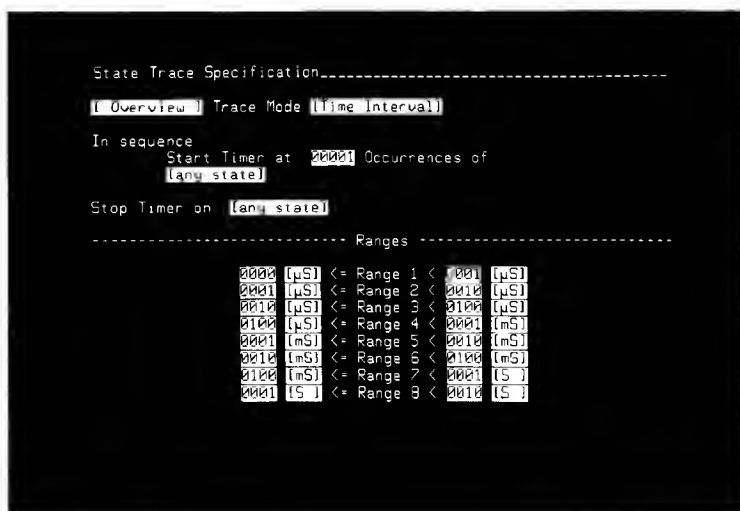 State Trace Specification
[ Overview ] Trace Mode [Time Interval]
In sequence
Start Timer at 00001 Occurrences of
[any state]
Stop Timer on [any state]
Ranges
0000 [µS] <= Range 1 < 001 [µS]
0001 [µS] <= Range 2 < 0010 [µS]
0010 [µS] <= Range 3 < 0100 [µS]
0100 [µS] <= Range 4 < 0001 [mS]
0001 [mS] <= Range 5 < 0010 [mS]
0010 [mS] <= Range 6 < 0100 [mS]
0100 [mS] <= Range 7 < 0001 [S ]
0001 [S ] <= Range 8 < 0010 [S ]